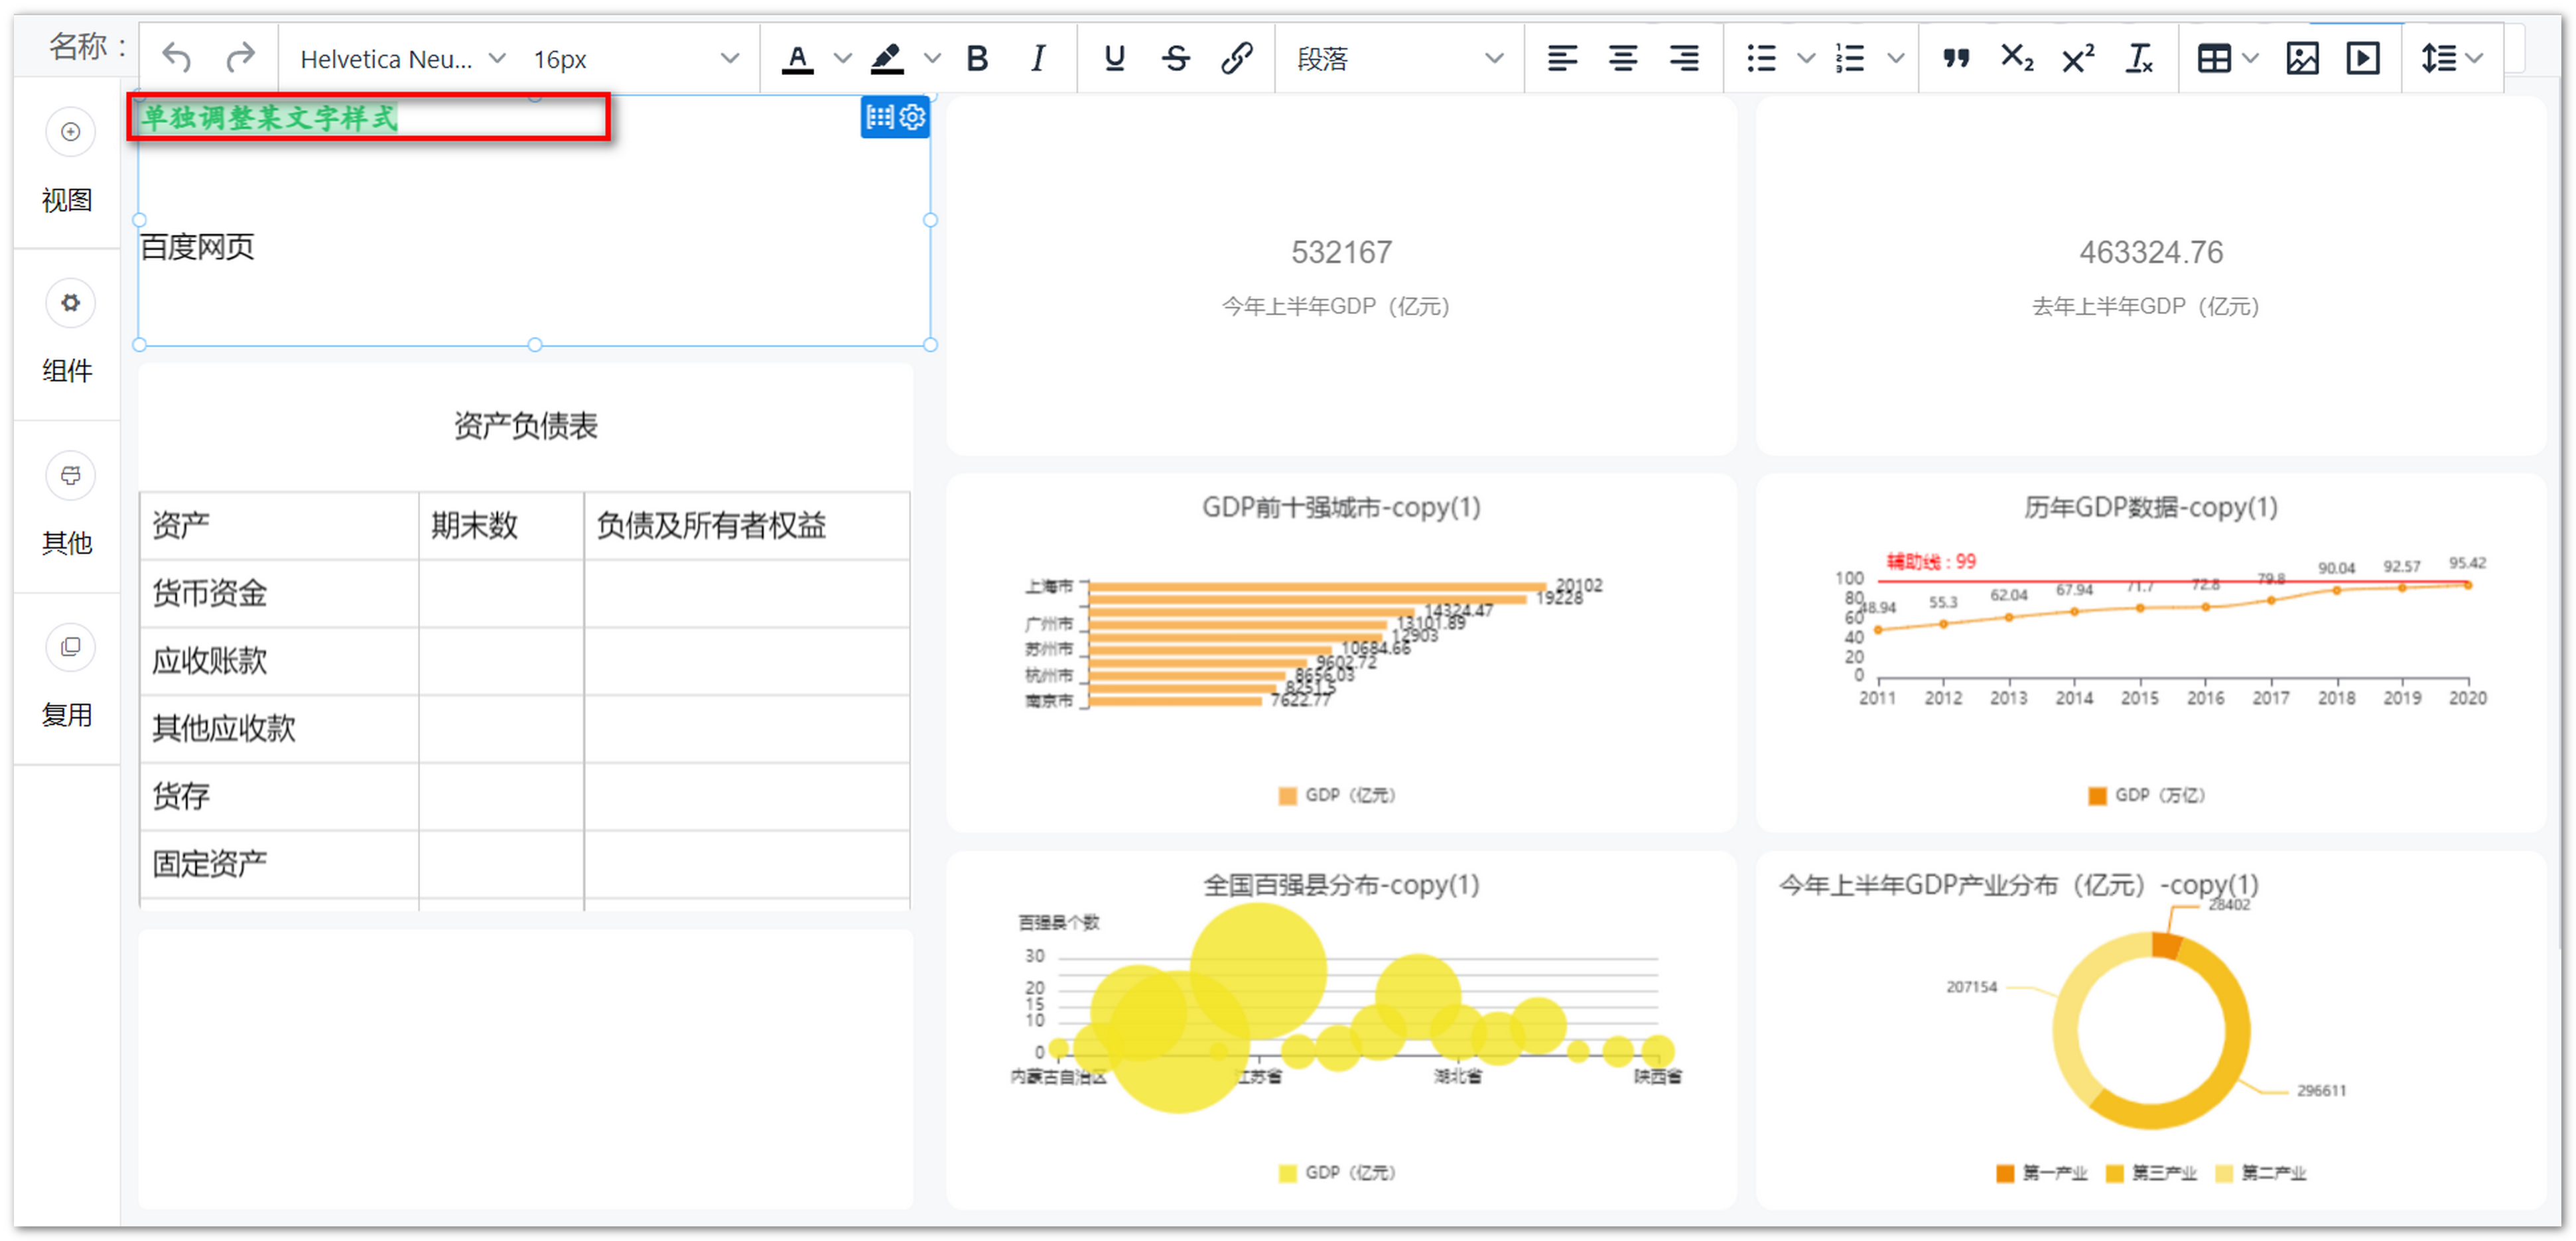 名称：
Helvetica Neu... 16px A B I U S 段落 X₂ X²
单独调整某文字样式
视图
组件
其他
复用
百度网页
资产负债表
资产 期末数 负债及所有者权益
货币资金
应收账款
其他应收款
货存
固定资产
532167
今年上半年GDP（亿元）
463324.76
去年上半年GDP（亿元）
GDP前十强城市-copy(1)
上海市 20102
19228
14324.47
广州市 13101.89
12903
苏州市 10684.66
9602.72
杭州市 8656.03
8251.5
南京市 7622.77
GDP（亿元）
历年GDP数据-copy(1)
辅助线：99
100
80
60
40
20
0
48.94 55.3 62.04 67.94 71.7 72.8 79.8 90.04 92.57 95.42
2011 2012 2013 2014 2015 2016 2017 2018 2019 2020
GDP（万亿）
全国百强县分布-copy(1)
百强县个数
30
20
15
10
0
内蒙古自治区 江苏省 湖北省 陕西省
GDP（亿元）
今年上半年GDP产业分布（亿元）-copy(1)
28402
207154
296611
第一产业 第三产业 第二产业